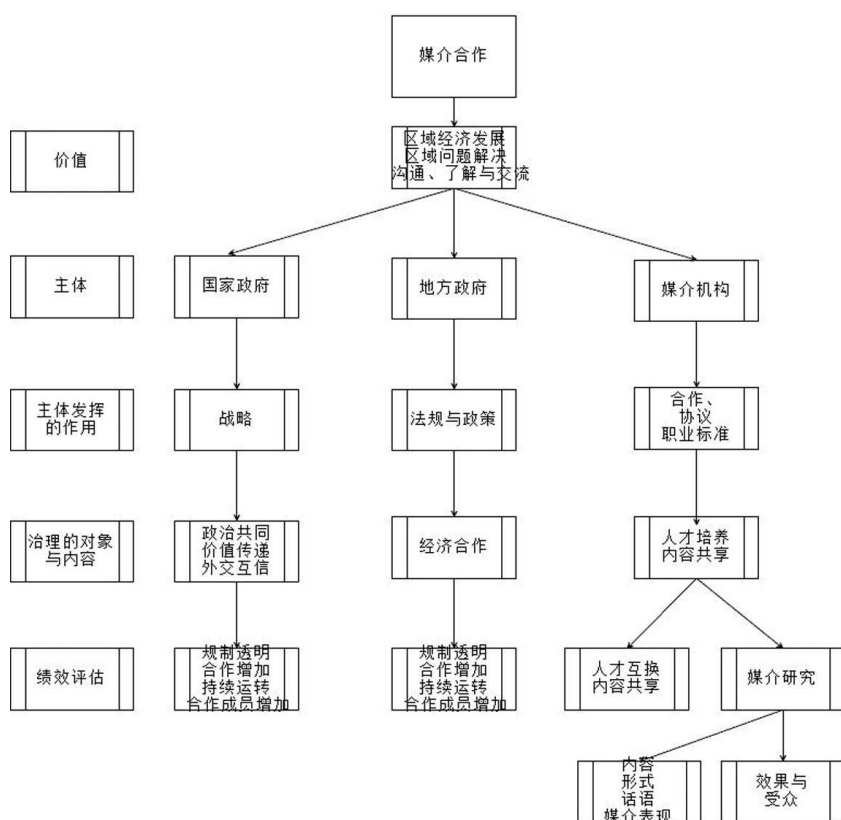 媒介合作
价值
区域经济发展
区域问题解决
沟通、了解与交流
主体
国家政府
地方政府
媒介机构
主体发挥
的作用
战略
法规与政策
合作、
协议
职业标准
治理的对象
与内容
政治共同
价值传递
外交互信
经济合作
人才培养
内容共享
绩效评估
规制透明
合作增加
持续运转
合作成员增加
规制透明
合作增加
持续运转
合作成员增加
人才互换
内容共享
媒介研究
内容
形式
话语
媒介表现
效果与
受众